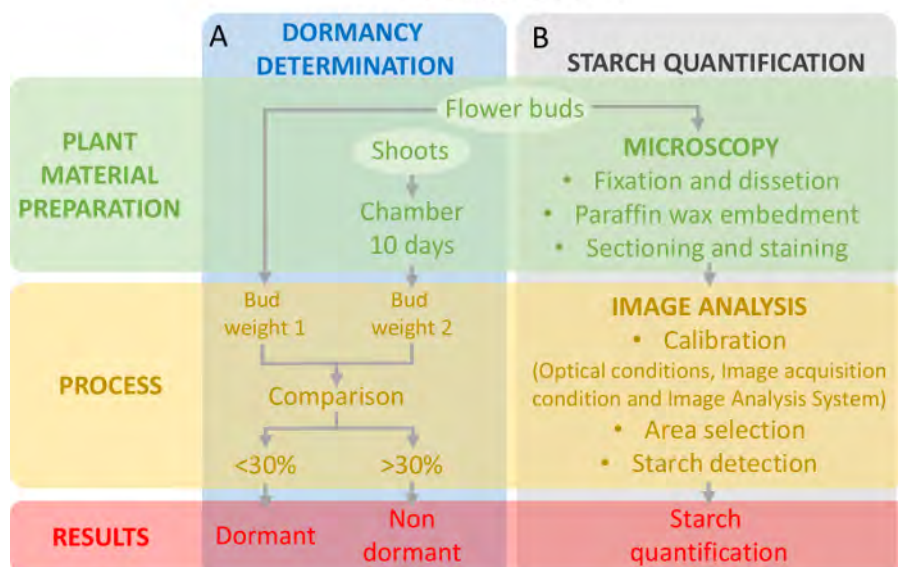 A
DORMANCY
DETERMINATION
B
STARCH QUANTIFICATION
PLANT
MATERIAL
PREPARATION
Flower buds
Shoots
Chamber
10 days
MICROSCOPY
• Fixation and dissetion
• Paraffin wax embedment
• Sectioning and staining
PROCESS
Bud
weight 1
Bud
weight 2
Comparison
<30%
>30%
IMAGE ANALYSIS
• Calibration
(Optical conditions, Image acquisition
condition and Image Analysis System)
• Area selection
• Starch detection
RESULTS
Dormant
Non
dormant
Starch
quantification